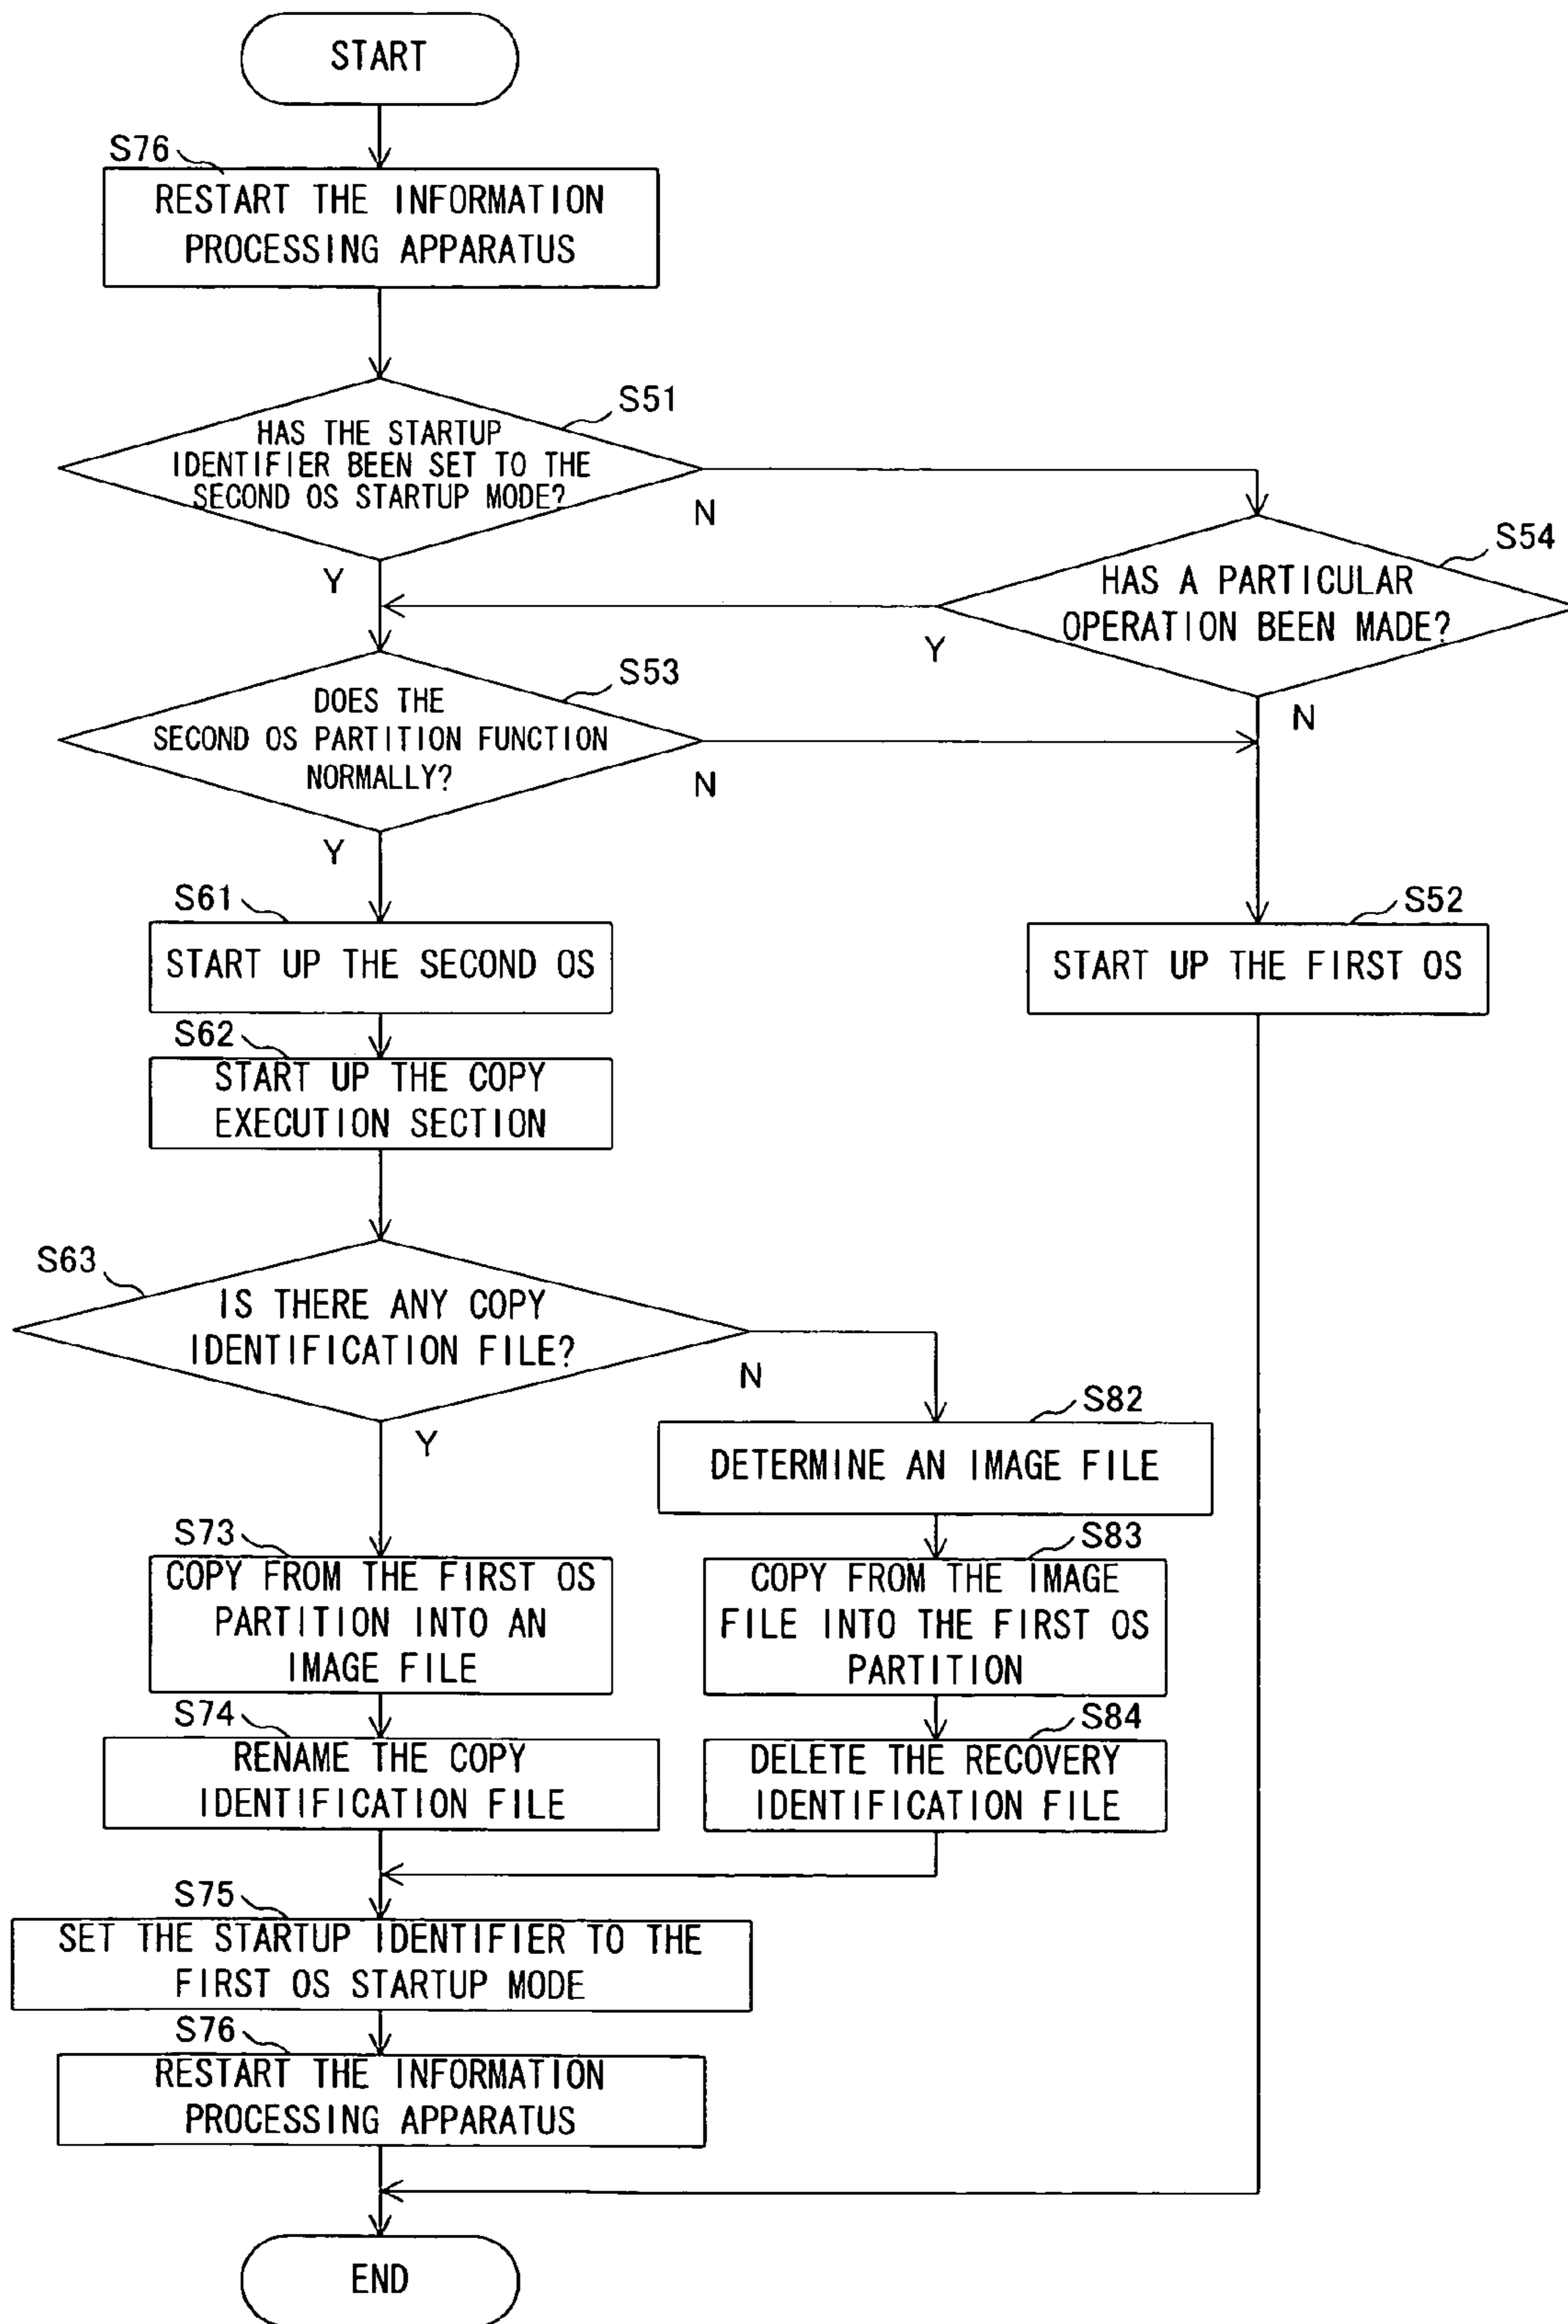 START
S76
RESTART THE INFORMATION
PROCESSING APPARATUS
S51
HAS THE STARTUP
IDENTIFIER BEEN SET TO THE
SECOND OS STARTUP MODE?
N
Y
S54
HAS A PARTICULAR
OPERATION BEEN MADE?
Y
N
S53
DOES THE
SECOND OS PARTITION FUNCTION
NORMALLY?
N
Y
S61
START UP THE SECOND OS
S52
START UP THE FIRST OS
S62
START UP THE COPY
EXECUTION SECTION
S63
IS THERE ANY COPY
IDENTIFICATION FILE?
N
Y
S82
DETERMINE AN IMAGE FILE
S73
COPY FROM THE FIRST OS
PARTITION INTO AN
IMAGE FILE
S83
COPY FROM THE IMAGE
FILE INTO THE FIRST OS
PARTITION
S74
RENAME THE COPY
IDENTIFICATION FILE
S84
DELETE THE RECOVERY
IDENTIFICATION FILE
S75
SET THE STARTUP IDENTIFIER TO THE
FIRST OS STARTUP MODE
S76
RESTART THE INFORMATION
PROCESSING APPARATUS
END